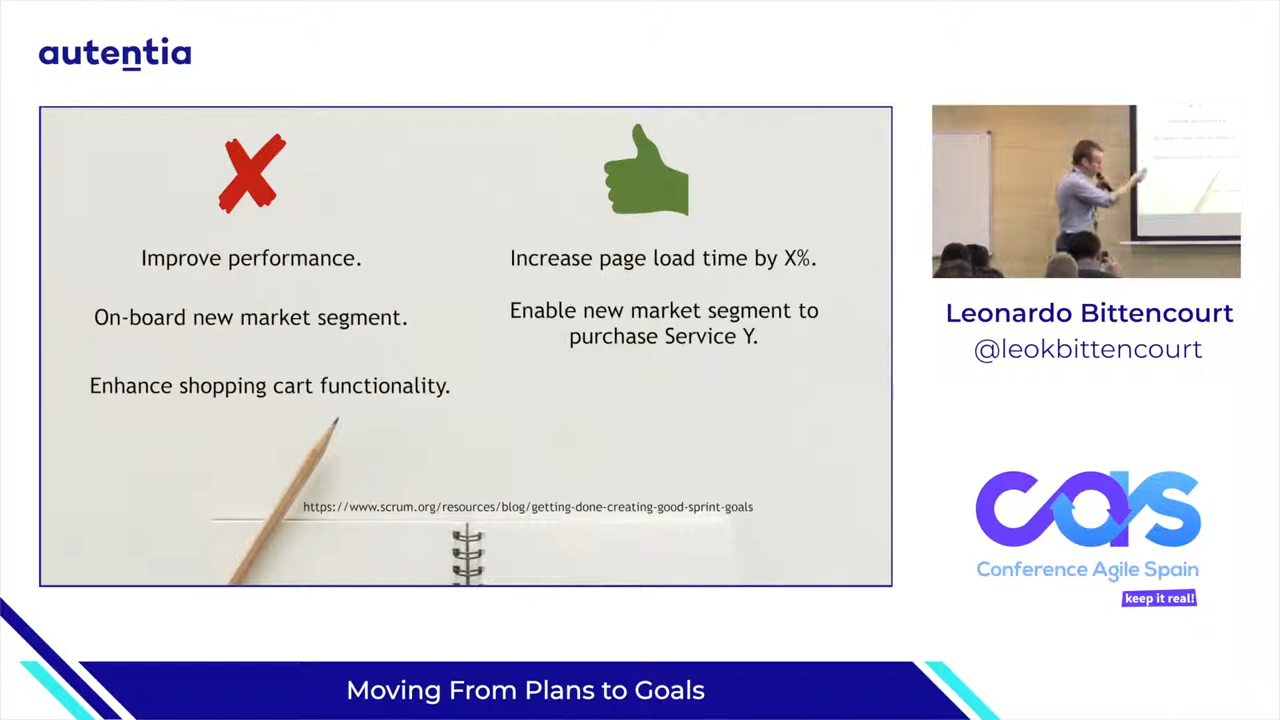 autentia
Improve performance.
On-board new market segment.
Enhance shopping cart functionality.
Increase page load time by X%.
Enable new market segment to
purchase Service Y.
https://www.scrum.org/resources/blog/getting-done-creating-good-sprint-goals
Leonardo Bittencourt
@leokbittencourt
cas
Conference Agile Spain
keep it real!
Moving From Plans to Goals